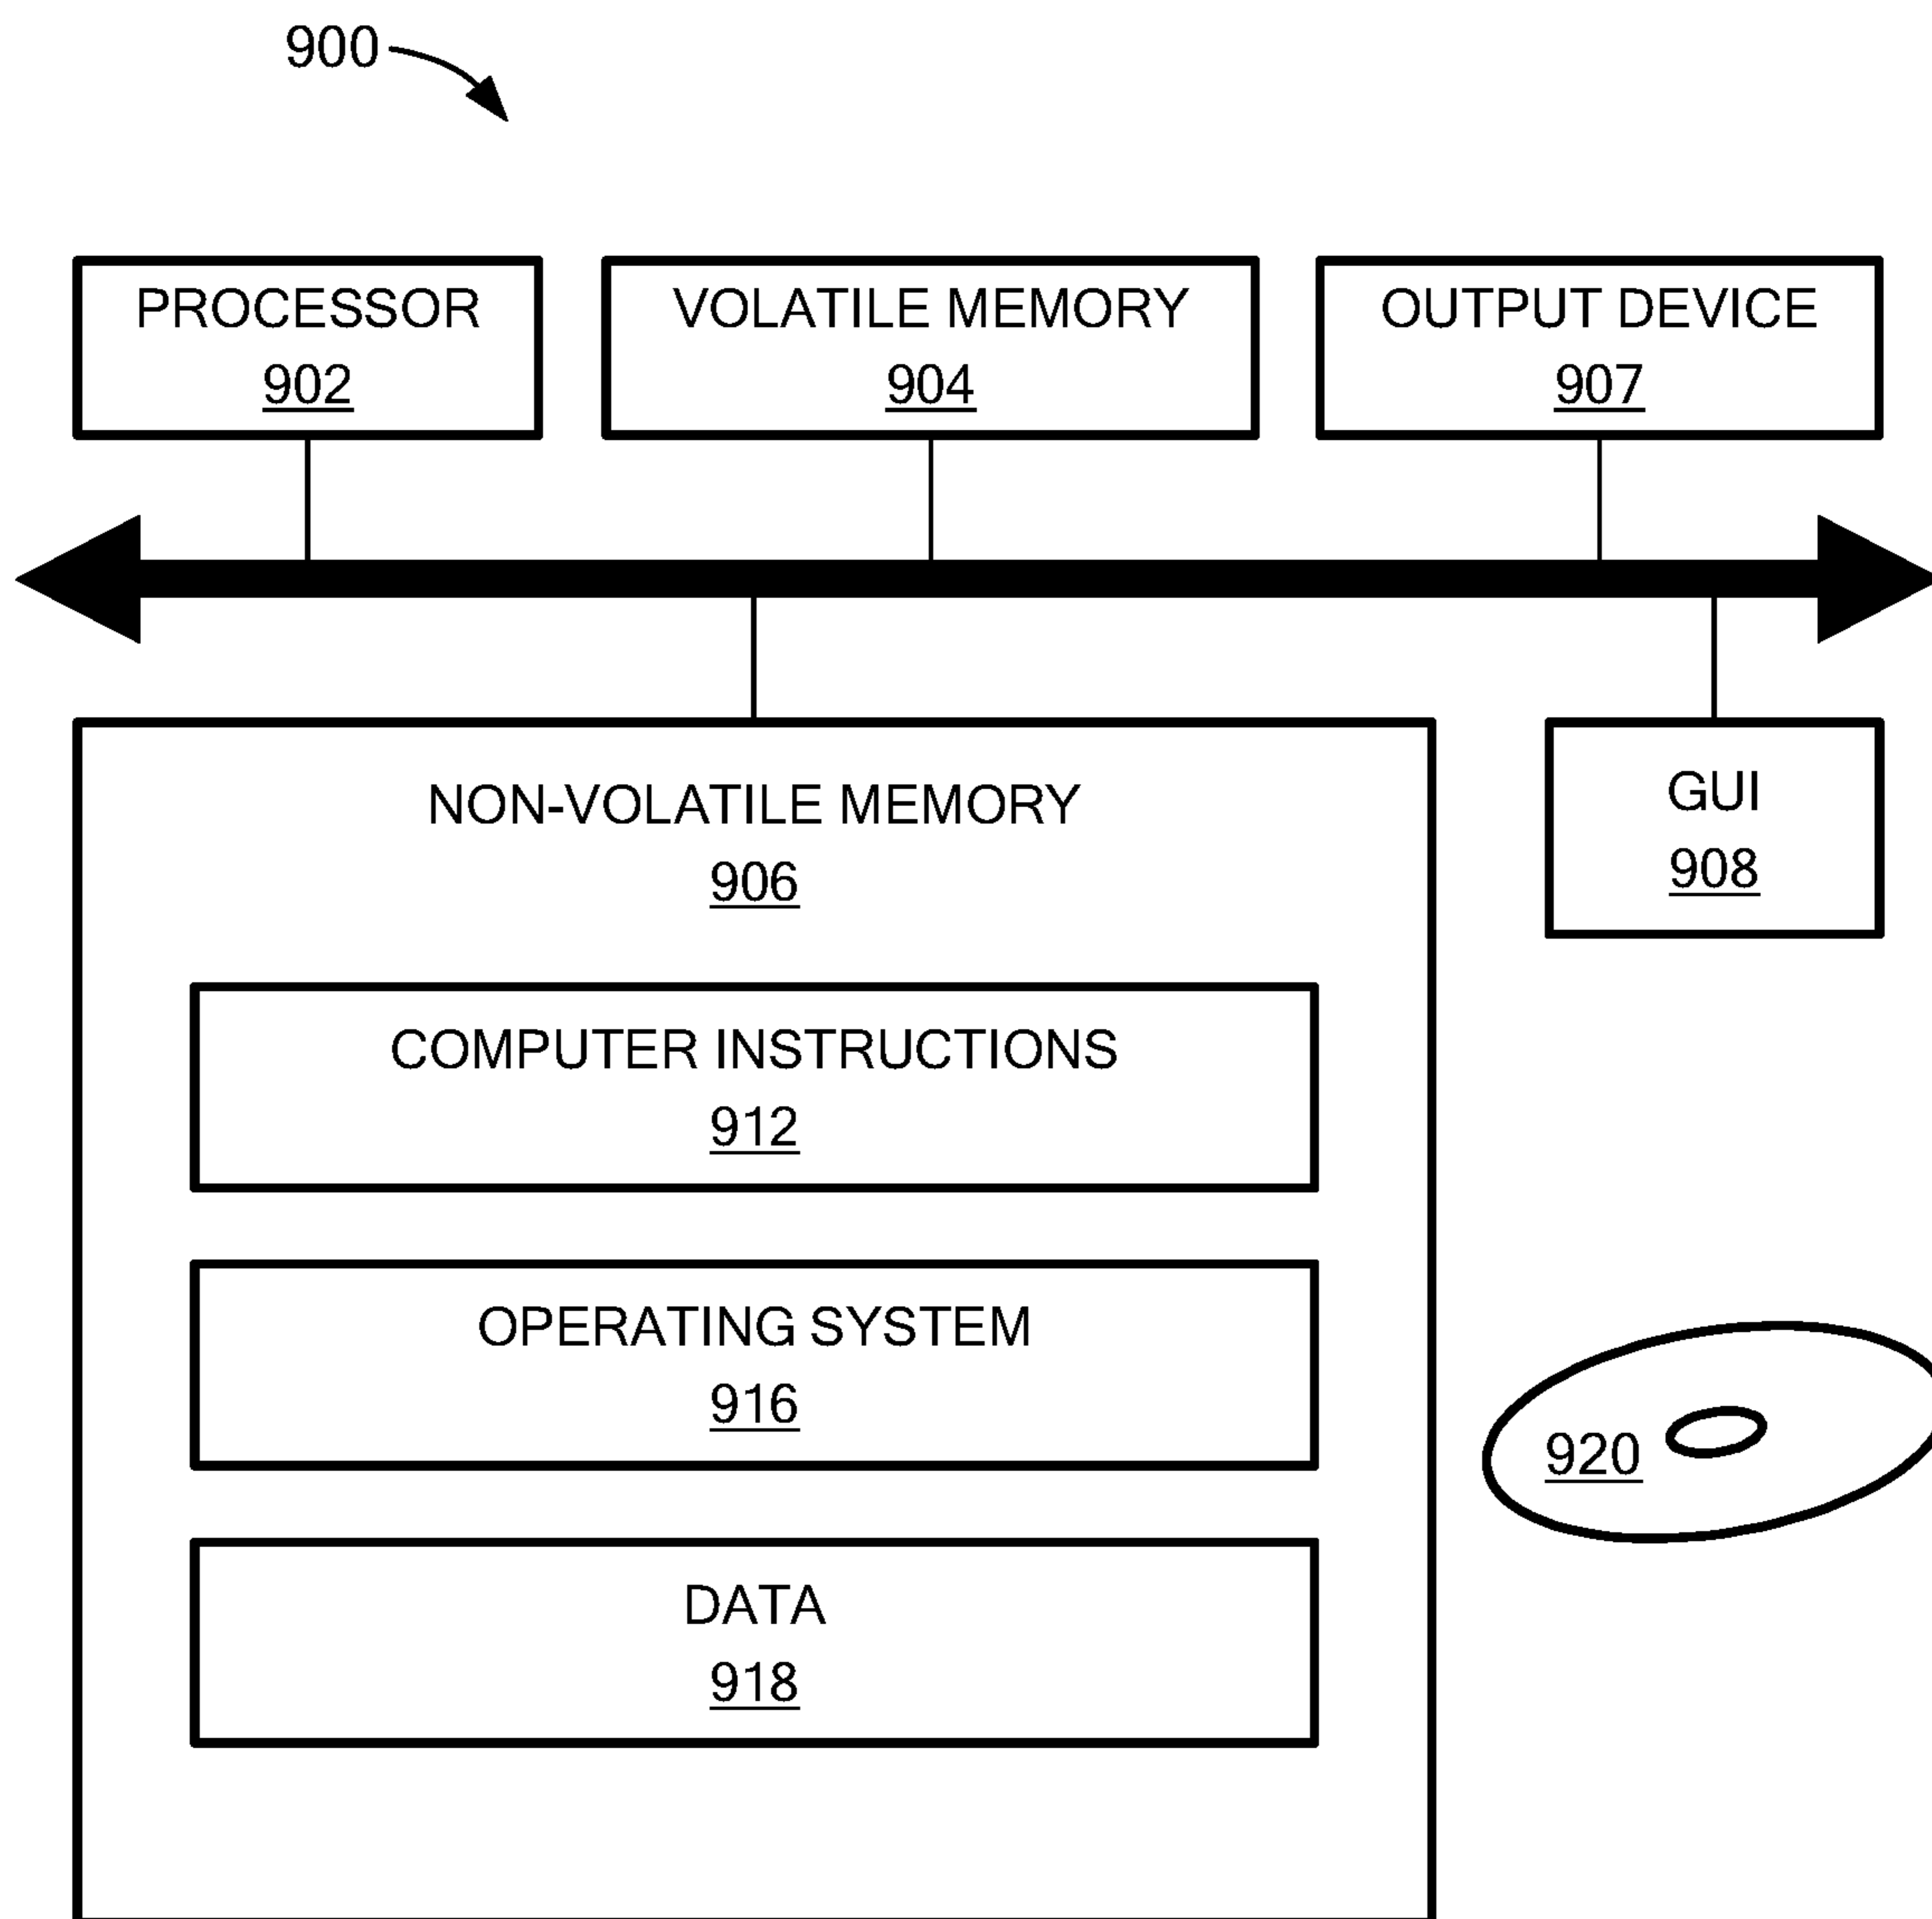 900
PROCESSOR
902
VOLATILE MEMORY
904
OUTPUT DEVICE
907
NON-VOLATILE MEMORY
906
GUI
908
COMPUTER INSTRUCTIONS
912
OPERATING SYSTEM
916
920
DATA
918